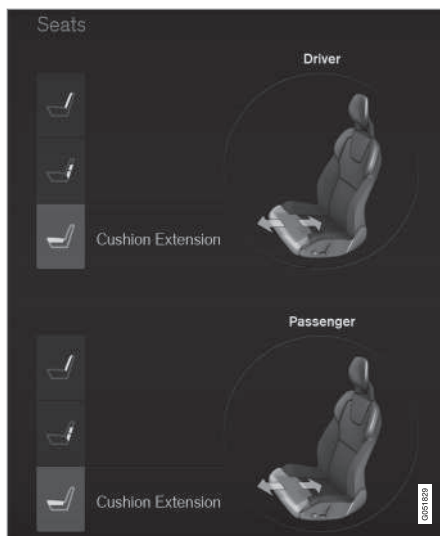 Seats
Driver
Cushion Extension
Passenger
Cushion Extension
G051829